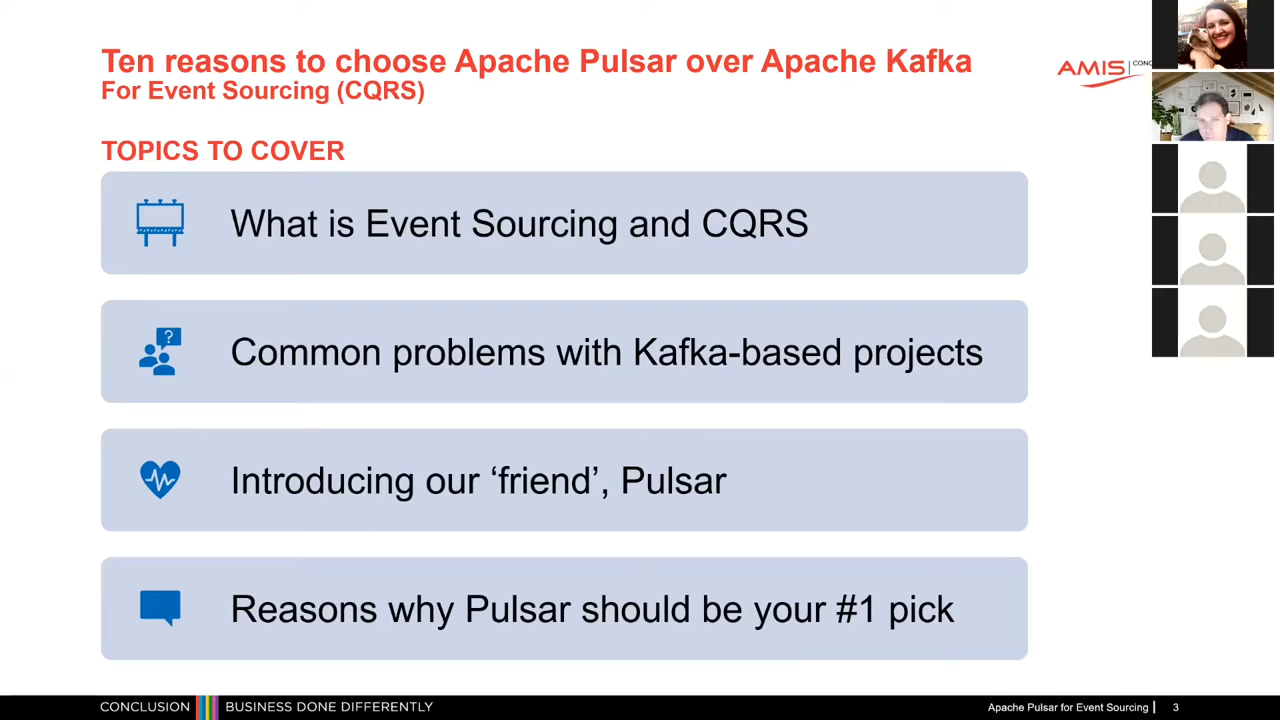 Ten reasons to choose Apache Pulsar over Apache Kafka
For Event Sourcing (CQRS)
AMIS
CONC
TOPICS TO COVER
What is Event Sourcing and CQRS
?
Common problems with Kafka-based projects
Introducing our ‘friend’, Pulsar
Reasons why Pulsar should be your #1 pick
CONCLUSION
BUSINESS DONE DIFFERENTLY
Apache Pulsar for Event Sourcing
3